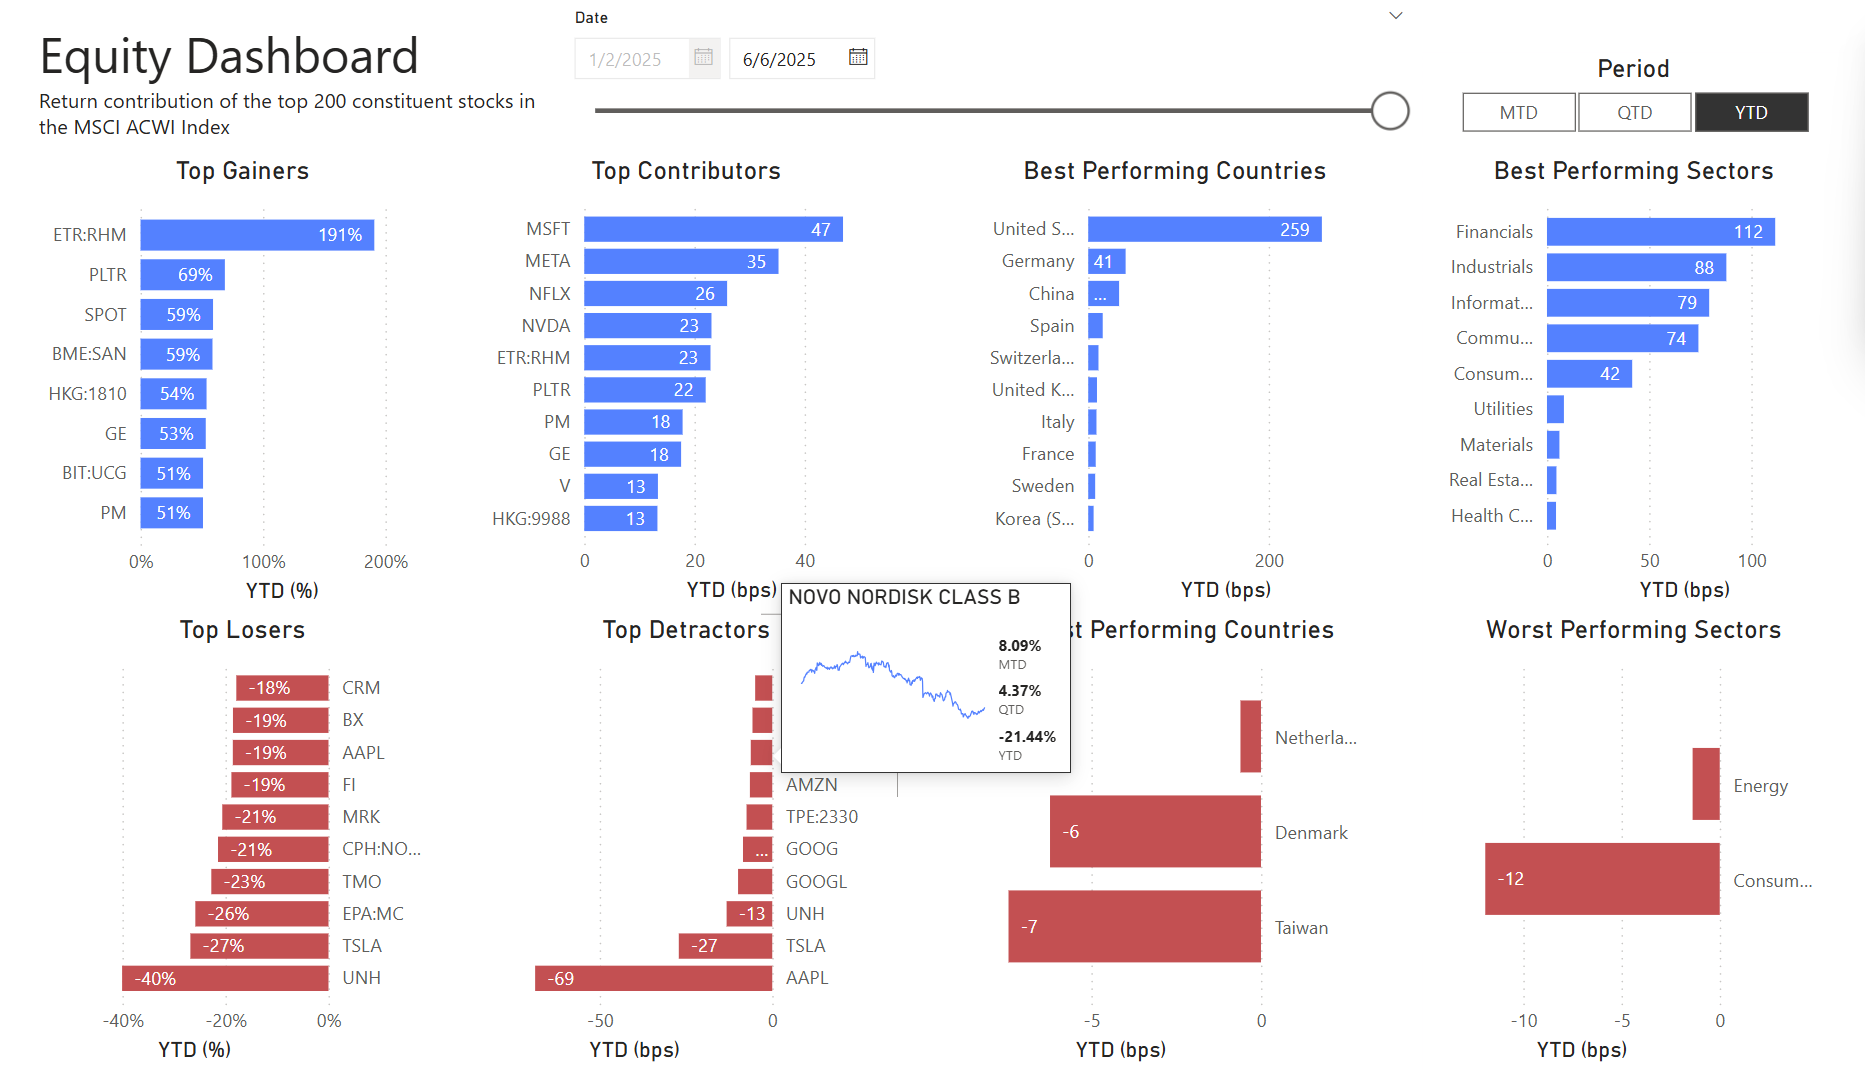 Date
Equity Dashboard
1/2/2025
6/6/2025
Return contribution of the top 200 constituent stocks in
the MSCI ACWI Index
Period
MTD
QTD
YTD
Top Gainers
ETR:RHM 191%
PLTR 69%
SPOT 59%
BME:SAN 59%
HKG:1810 54%
GE 53%
BIT:UCG 51%
PM 51%
0% 100% 200%
YTD (%)
Top Contributors
MSFT 47
META 35
NFLX 26
NVDA 23
ETR:RHM 23
PLTR 22
PM 18
GE 18
V 13
HKG:9988 13
0 20 40
YTD (bps)
Best Performing Countries
United S... 259
Germany 41
China ...
Spain
Switzerla...
United K...
Italy
France
Sweden
Korea (S...
0 200
YTD (bps)
Best Performing Sectors
Financials 112
Industrials 88
Informat... 79
Commu... 74
Consum... 42
Utilities
Materials
Real Esta...
Health C...
0 50 100
YTD (bps)
Top Losers
-18% CRM
-19% BX
-19% AAPL
-19% FI
-21% MRK
-21% CPH:NO...
-23% TMO
-26% EPA:MC
-27% TSLA
-40% UNH
-40% -20% 0%
YTD (%)
Top Detractors
AMZN
TPE:2330
... GOOG
GOOGL
-13 UNH
-27 TSLA
-69 AAPL
-50 0
YTD (bps)
NOVO NORDISK CLASS B
8.09%
MTD
4.37%
QTD
-21.44%
YTD
Performing Countries
Netherla...
-6 Denmark
-7 Taiwan
-5 0
YTD (bps)
Worst Performing Sectors
Energy
-12 Consum...
-10 -5 0
YTD (bps)